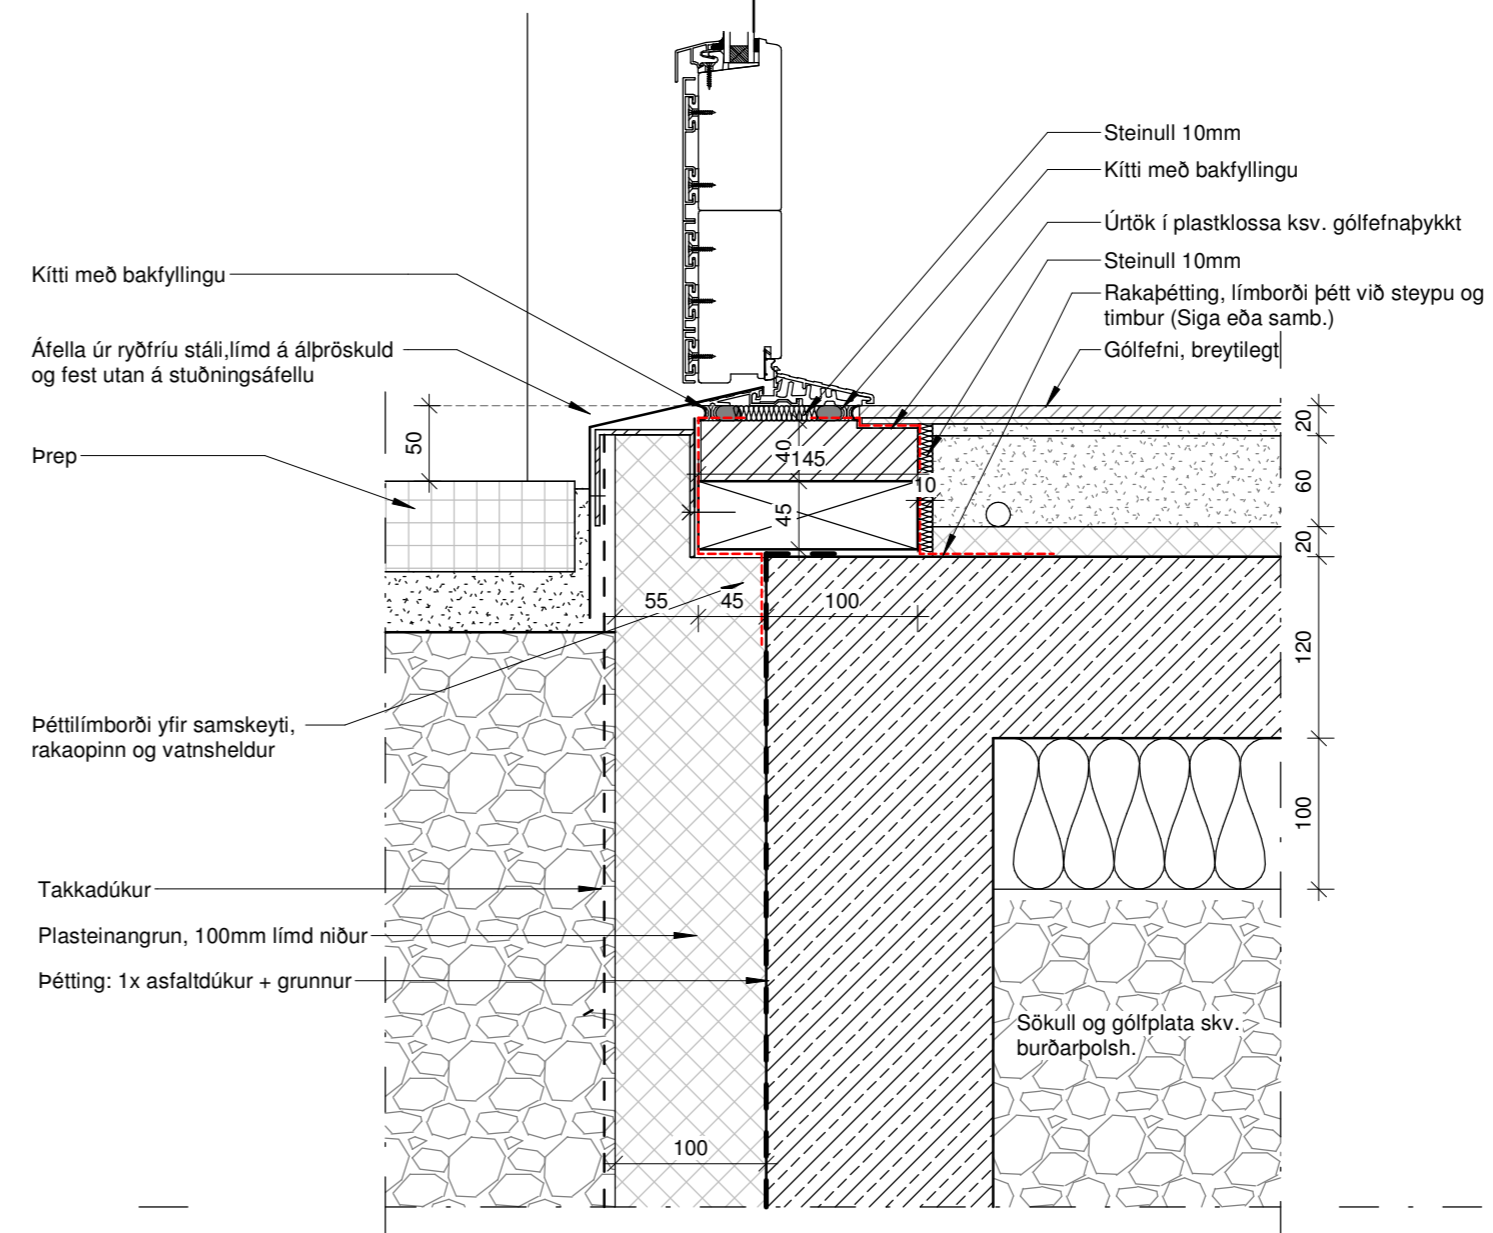 Steinull 10mm
Kítti með bakfyllingu
Úrtök í plastklossa ksv. gólfefnaþykkt
Steinull 10mm
Rakaþétting, límborði þétt við steypu og
timbur (Siga eða samb.)
Gólfefni, breytilegt
Kítti með bakfyllingu
Áfella úr ryðfríu stáli,límd á álþröskuld
og fest utan á stuðningsáfellu
50
Þrep
40
145
10
45
20
60
20
55
45
100
120
Þéttilímborði yfir samskeyti,
rakaopinn og vatnsheldur
100
Takkadúkur
Plasteinangrun, 100mm límd niður
Þétting: 1x asfaltdúkur + grunnur
Sökull og gólfplata skv.
burðarþolsh.
100